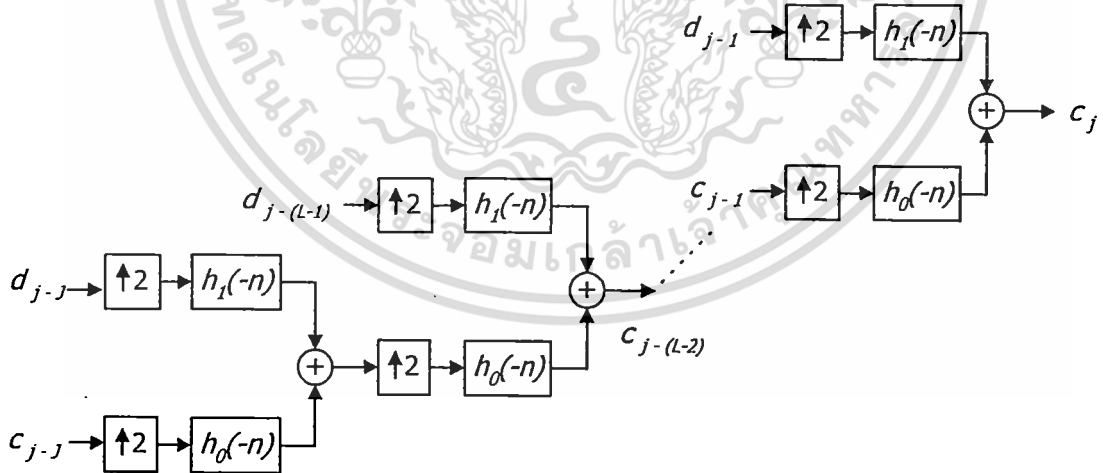 d_{j-1} ↑2 h_1(-n)
+ c_j
c_{j-1} ↑2 h_0(-n)
d_{j-(L-1)} ↑2 h_1(-n)
+
c_{j-(L-2)}
d_{j-J} ↑2 h_1(-n)
+ ↑2 h_0(-n)
c_{j-J} ↑2 h_0(-n)